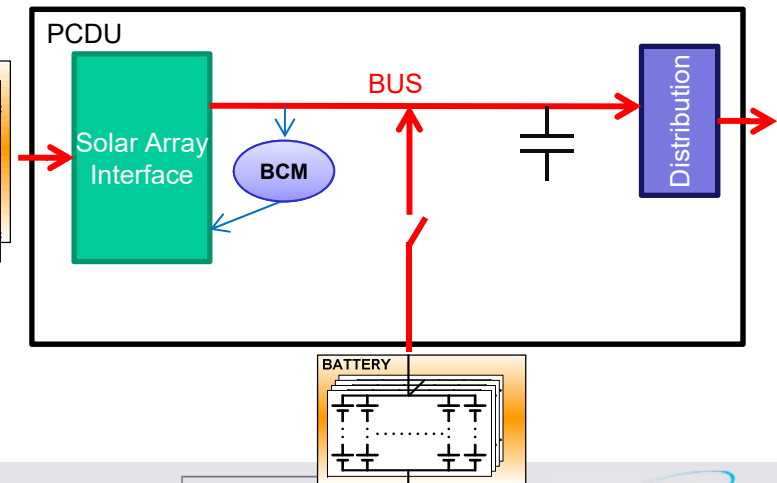 PCDU
BUS
Solar Array
Interface
BCM
Distribution
BATTERY